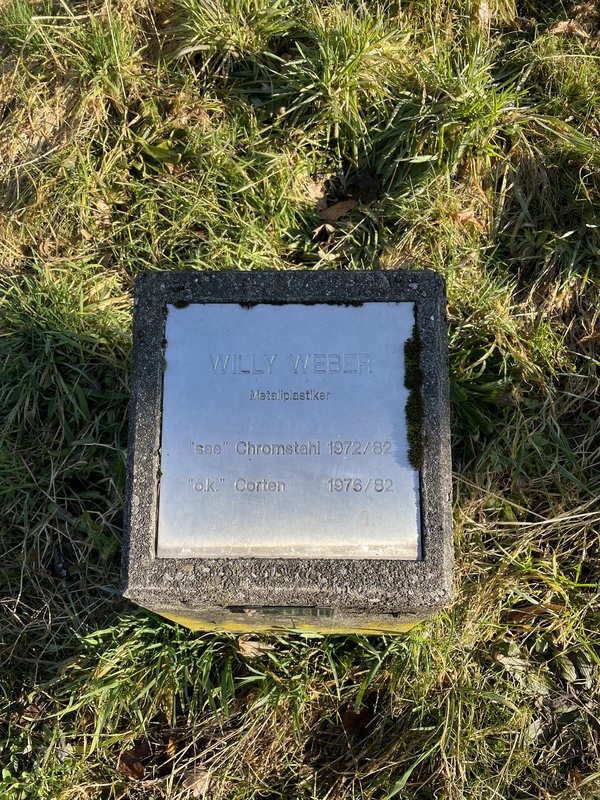 WILLY WEBER
Metallplastiker
"see" Chromstahl 1972/82
"o.k." Corten 1976/82